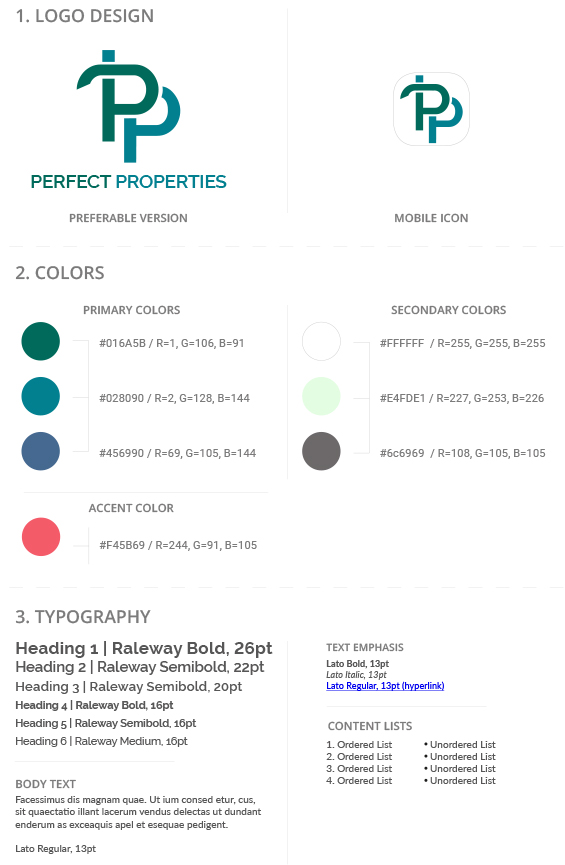 1. LOGO DESIGN
PERFECT PROPERTIES
PREFERABLE VERSION
MOBILE ICON
2. COLORS
PRIMARY COLORS
#016A5B / R=1, G=106, B=91
#028090 / R=2, G=128, B=144
#456990 / R=69, G=105, B=144
SECONDARY COLORS
#FFFFFF / R=255, G=255, B=255
#E4FDE1 / R=227, G=253, B=226
#6c6969 / R=108, G=105, B=105
ACCENT COLOR
#F45B69 / R=244, G=91, B=105
3. TYPOGRAPHY
Heading 1 | Raleway Bold, 26pt
Heading 2 | Raleway Semibold, 22pt
Heading 3 | Raleway Semibold, 20pt
Heading 4 | Raleway Bold, 16pt
Heading 5 | Raleway Semibold, 16pt
Heading 6 | Raleway Medium, 16pt
BODY TEXT
Facessimus dis magnam quae. Ut ium consed etur, cus,
sit quaectatio illant lacerum vendus delectas ut dundant
enderum as exceaquis apel et esequae pedigent.
Lato Regular, 13pt
TEXT EMPHASIS
Lato Bold, 13pt
Lato Italic, 13pt
Lato Regular, 13pt (hyperlink)
CONTENT LISTS
1. Ordered List
2. Ordered List
3. Ordered List
4. Ordered List
• Unordered List
• Unordered List
• Unordered List
• Unordered List